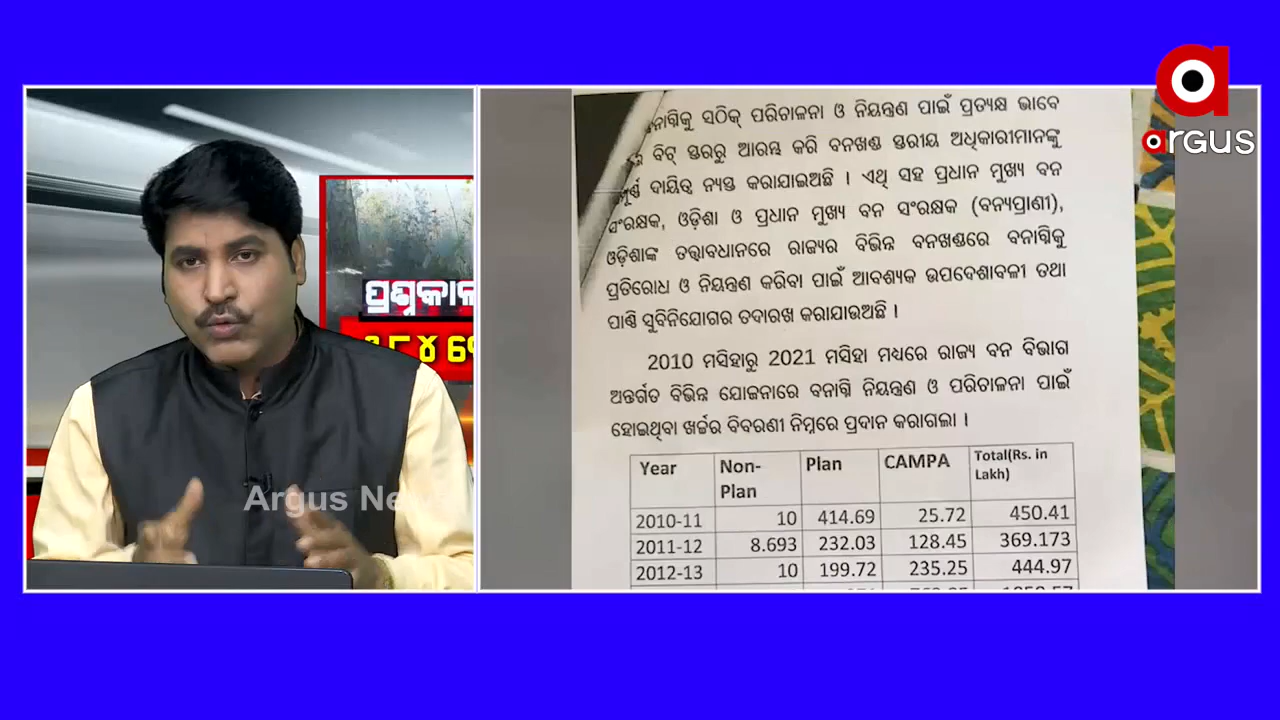 argus
ପ୍ରଶ୍ନକାଳ
Argus
ସଠିକ୍ ପରିଚାଳନା ଓ ନିୟନ୍ତ୍ରଣ ପାଇଁ ପ୍ରତ୍ୟକ୍ଷ ଭାବେ
ବିଟ୍ ସ୍ତରରୁ ଆରମ୍ଭ କରି ବନଖଣ୍ଡ ସ୍ତରୀୟ ଅଧିକାରୀମାନଙ୍କୁ
ଦାୟିତ୍ୱ ନ୍ୟସ୍ତ କରାଯାଇଅଛି । ଏଥି ସହ ପ୍ରଧାନ ମୁଖ୍ୟ ବନ
ସଂରକ୍ଷକ, ଓଡ଼ିଶା ଓ ପ୍ରଧାନ ମୁଖ୍ୟ ବନ ସଂରକ୍ଷକ (ବନ୍ୟପ୍ରାଣୀ),
ଓଡ଼ିଶାଙ୍କ ତତ୍ତ୍ୱାବଧାନରେ ରାଜ୍ୟର ବିଭିନ୍ନ ବନଖଣ୍ଡରେ ବନାଗ୍ନିକୁ
ପ୍ରତିରୋଧ ଓ ନିୟନ୍ତ୍ରଣ କରିବା ପାଇଁ ଆବଶ୍ୟକ ଉପଦେଶାବଳୀ ତଥା
ପାଣ୍ଠି ସୁବିନିଯୋଗର ତଦାରଖ କରାଯାଉଅଛି ।
2010 ମସିହାରୁ 2021 ମସିହା ମଧ୍ୟରେ ରାଜ୍ୟ ବନ ବିଭାଗ
ଅନ୍ତର୍ଗତ ବିଭିନ୍ନ ଯୋଜନାରେ ବନାଗ୍ନି ନିୟନ୍ତ୍ରଣ ଓ ପରିଚାଳନା ପାଇଁ
ହୋଇଥିବା ଖର୍ଚ୍ଚର ବିବରଣୀ ନିମ୍ନରେ ପ୍ରଦାନ କରାଗଲା ।
Year Non-Plan Plan CAMPA Total(Rs. in Lakh)
2010-11 10 414.69 25.72 450.41
2011-12 8.693 232.03 128.45 369.173
2012-13 10 199.72 235.25 444.97